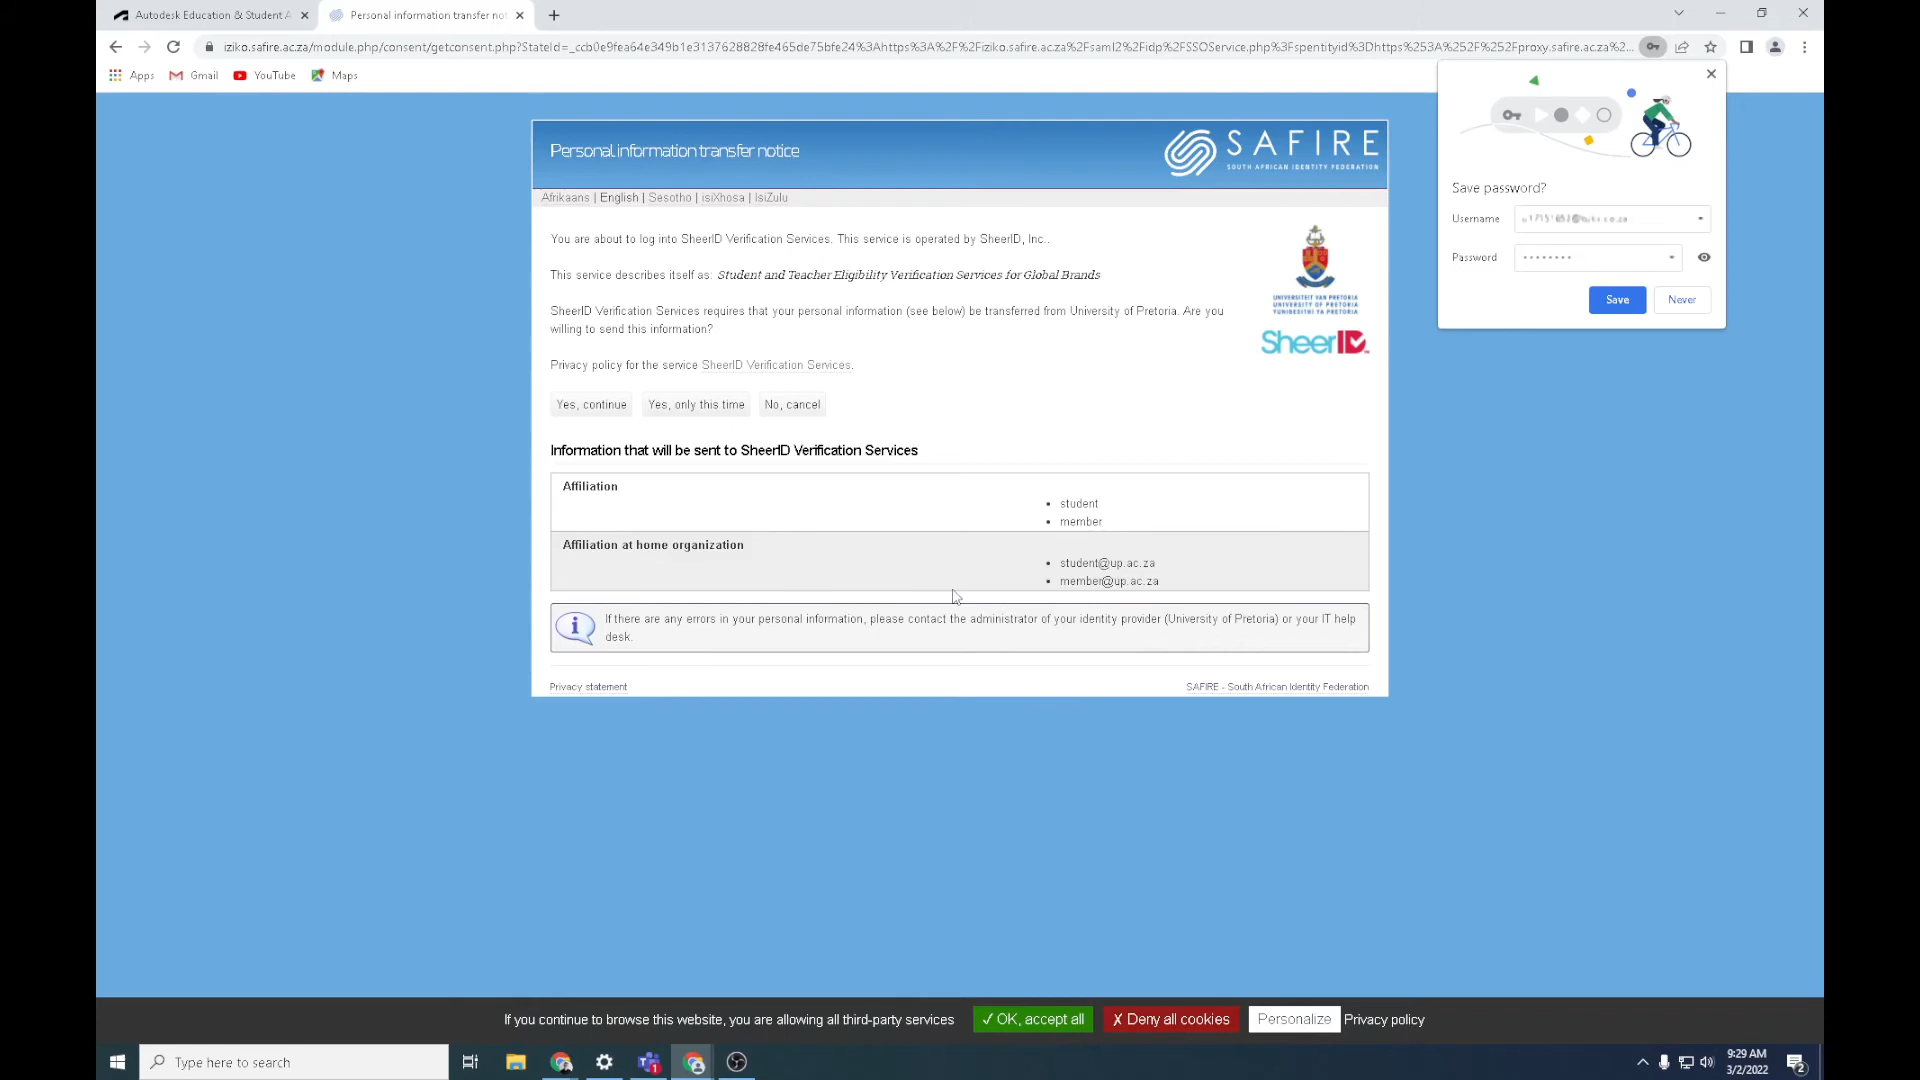 Autodesk Education & Student A
Personal information transfer not
iziko.safire.ac.za/module.php/consent/getconsent.php?StateId=_ccb0e9fea64e349b1e3137628828fe465de75bfe24%3Ahttps%3A%2F%2Fiziko.safire.ac.za%2Fsaml2%2Fidp%2FSSOService.php%3Fspentityid%3Dhttps%253A%252F%252Fproxy.safire.ac.za%2...
Apps
Gmail
YouTube
Maps
Save password?
Username
Password
Save
Never
Personal information transfer notice
SAFIRE
SOUTH AFRICAN IDENTITY FEDERATION
Afrikaans | English | Sesotho | isiXhosa | IsiZulu
You are about to log into SheerID Verification Services. This service is operated by SheerID, Inc..
This service describes itself as: Student and Teacher Eligibility Verification Services for Global Brands
SheerID Verification Services requires that your personal information (see below) be transferred from University of Pretoria. Are you
willing to send this information?
UNIVERSITEIT VAN PRETORIA
UNIVERSITY OF PRETORIA
YUNIBESITHI YA PRETORIA
SheerID
Privacy policy for the service SheerID Verification Services.
Yes, continue
Yes, only this time
No, cancel
Information that will be sent to SheerID Verification Services
Affiliation
• student
• member
Affiliation at home organization
• student@up.ac.za
• member@up.ac.za
If there are any errors in your personal information, please contact the administrator of your identity provider (University of Pretoria) or your IT help
desk.
Privacy statement
SAFIRE - South African Identity Federation
If you continue to browse this website, you are allowing all third-party services
✓ OK, accept all
✗ Deny all cookies
Personalize
Privacy policy
Type here to search
9:29 AM
3/2/2022